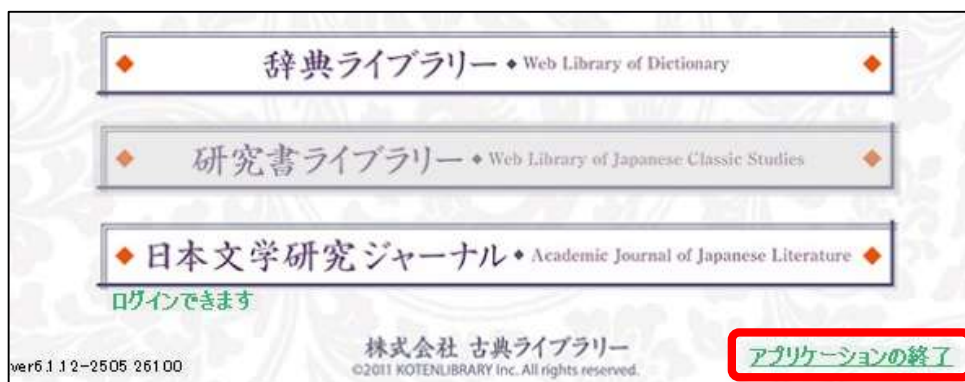 辞典ライブラリー◆Web Library of Dictionary
研究書ライブラリー◆Web Library of Japanese Classic Studies
日本文学研究ジャーナル◆Academic Journal of Japanese Literature
ログインできます
株式会社 古典ライブラリー
©2011 KOTENLIBRARY Inc. All rights reserved.
ver6.1.12-2505 26100
アプリケーションの終了